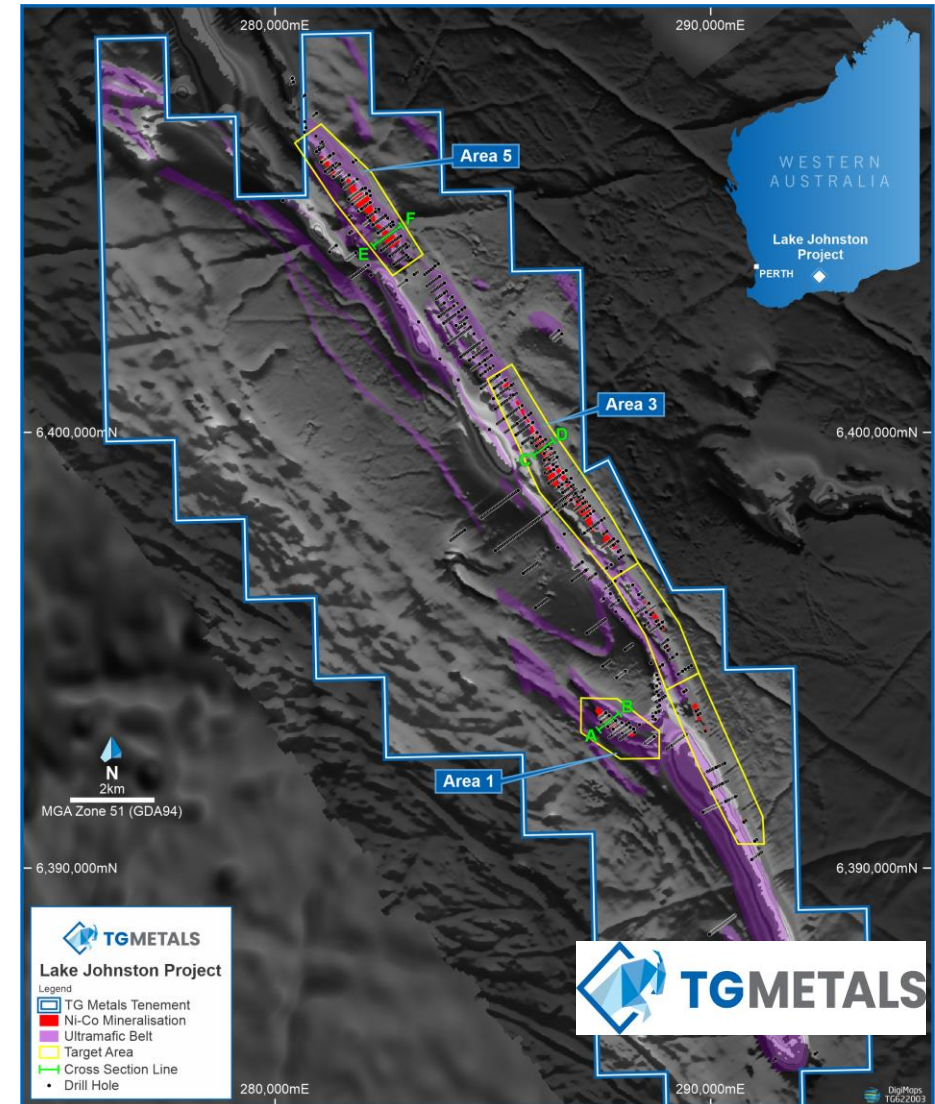 280,000mE
290,000mE
WESTERN
AUSTRALIA
Lake Johnston
Project
PERTH
Area 5
F
E
Area 3
6,400,000mN
6,400,000mN
D
C
B
A
N
2km
MGA Zone 51 (GDA94)
Area 1
6,390,000mN
6,390,000mN
TGMETALS
Lake Johnston Project
Legend
TG Metals Tenement
Ni-Co Mineralisation
Ultramafic Belt
Target Area
Cross Section Line
Drill Hole
TGMETALS
280,000mE
290,000mE
DigMaps
TG622003